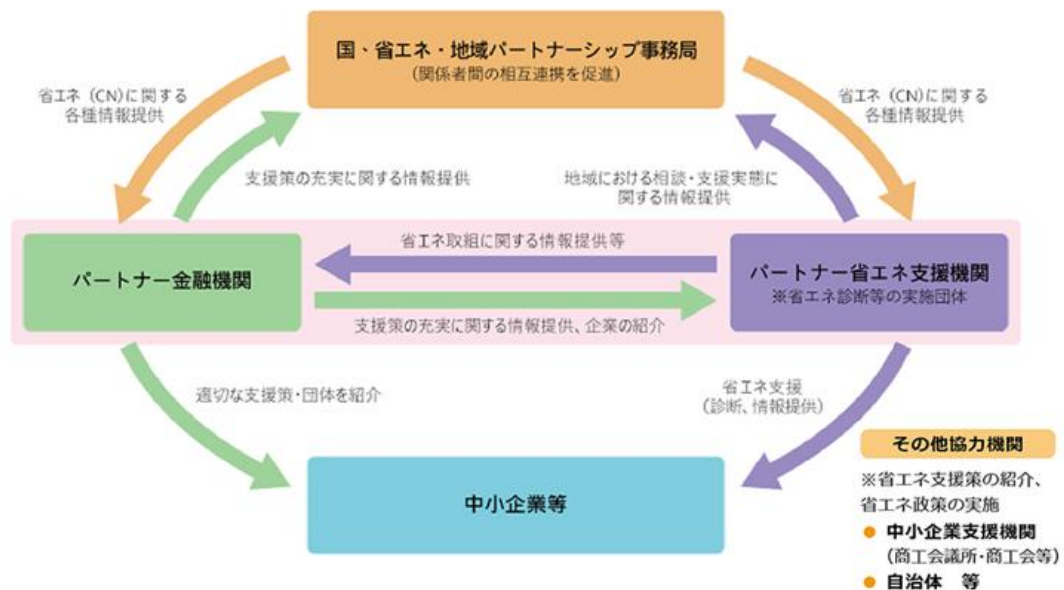 国、省エネ・地域パートナーシップ事務局
(関係者間の相互連携を促進)
省エネ（CN)に関する
各種情報提供
省エネ（CN)に関する
各種情報提供
支援策の充実に関する情報提供
地域における相談・支援実態に
関する情報提供
省エネ取組に関する情報提供等
パートナー金融機関
パートナー省エネ支援機関
※省エネ診断等の実施団体
支援策の充実に関する情報提供、企業の紹介
適切な支援策・団体を紹介
省エネ支援
(診断、情報提供)
中小企業等
その他協力機関
※省エネ支援策の紹介、
省エネ政策の実施
● 中小企業支援機関
(商工会議所・商工会等)
● 自治体　等